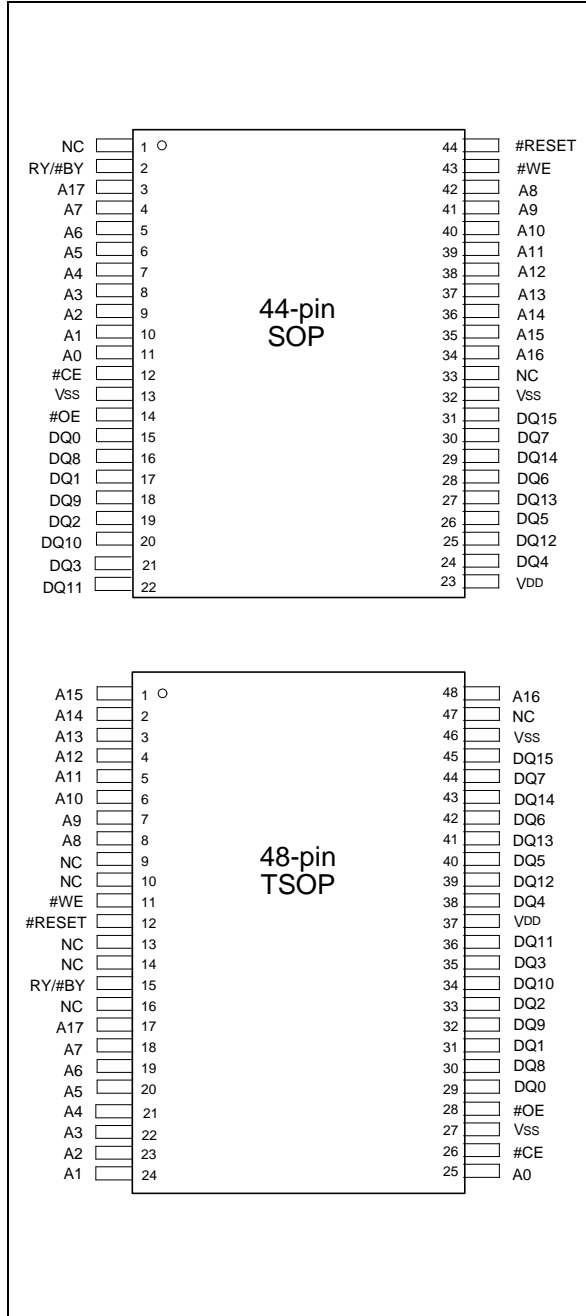 NC 1 44 #RESET
RY/#BY 2 43 #WE
A17 3 42 A8
A7 4 41 A9
A6 5 40 A10
A5 6 39 A11
A4 7 38 A12
A3 8 37 A13
A2 9 36 A14
A1 10 35 A15
A0 11 34 A16
#CE 12 33 NC
VSS 13 32 VSS
#OE 14 31 DQ15
DQ0 15 30 DQ7
DQ8 16 29 DQ14
DQ1 17 28 DQ6
DQ9 18 27 DQ13
DQ2 19 26 DQ5
DQ10 20 25 DQ12
DQ3 21 24 DQ4
DQ11 22 23 VDD
44-pin
SOP
A15 1 48 A16
A14 2 47 NC
A13 3 46 VSS
A12 4 45 DQ15
A11 5 44 DQ7
A10 6 43 DQ14
A9 7 42 DQ6
A8 8 41 DQ13
NC 9 40 DQ5
NC 10 39 DQ12
#WE 11 38 DQ4
#RESET 12 37 VDD
NC 13 36 DQ11
NC 14 35 DQ3
RY/#BY 15 34 DQ10
NC 16 33 DQ2
A17 17 32 DQ9
A7 18 31 DQ1
A6 19 30 DQ8
A5 20 29 DQ0
A4 21 28 #OE
A3 22 27 VSS
A2 23 26 #CE
A1 24 25 A0
48-pin
TSOP